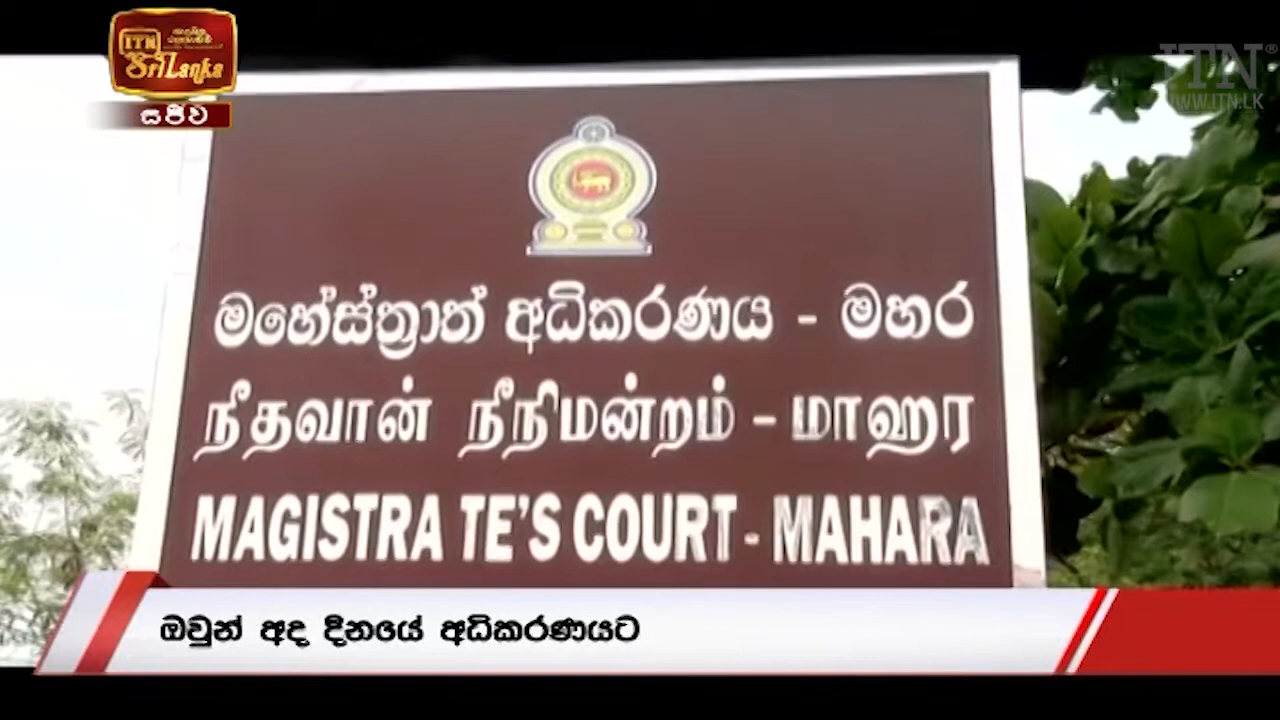 ITN
Sri Lanka
සජීව
ITN®
WWW.ITN.LK
මහේස්ත්‍රාත් අධිකරණය - මහර
நீதவான் நீநிமன்றம் - மாஹர
MAGISTRA TE'S COURT - MAHARA
ඔවුන් අද දිනයේ අධිකරණයට